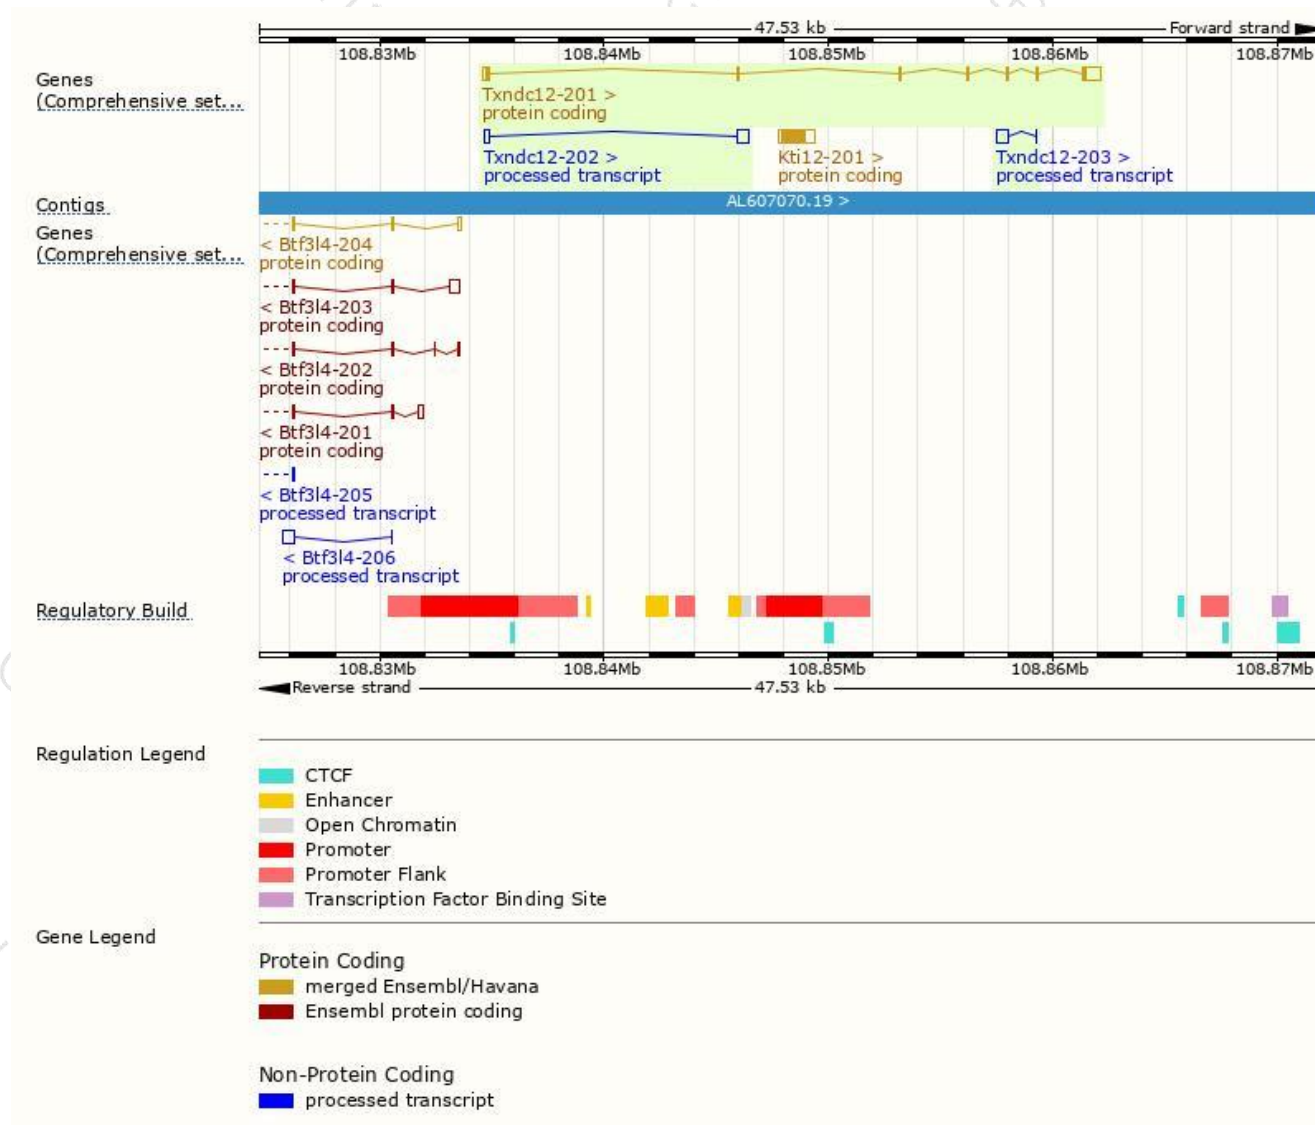 47.53 kb Forward strand
108.83Mb 108.84Mb 108.85Mb 108.86Mb 108.87Mb
Genes
(Comprehensive set...
Txndc12-201 >
protein coding
Txndc12-202 > Kti12-201 > Txndc12-203 >
processed transcript protein coding processed transcript
Contigs AL607070.19 >
Genes
(Comprehensive set...
< Btf3l4-204
protein coding
< Btf3l4-203
protein coding
< Btf3l4-202
protein coding
< Btf3l4-201
protein coding
< Btf3l4-205
processed transcript
< Btf3l4-206
processed transcript
Regulatory Build
108.83Mb 108.84Mb 108.85Mb 108.86Mb 108.87Mb
Reverse strand 47.53 kb
Regulation Legend
CTCF
Enhancer
Open Chromatin
Promoter
Promoter Flank
Transcription Factor Binding Site
Gene Legend
Protein Coding
merged Ensembl/Havana
Ensembl protein coding
Non-Protein Coding
processed transcript